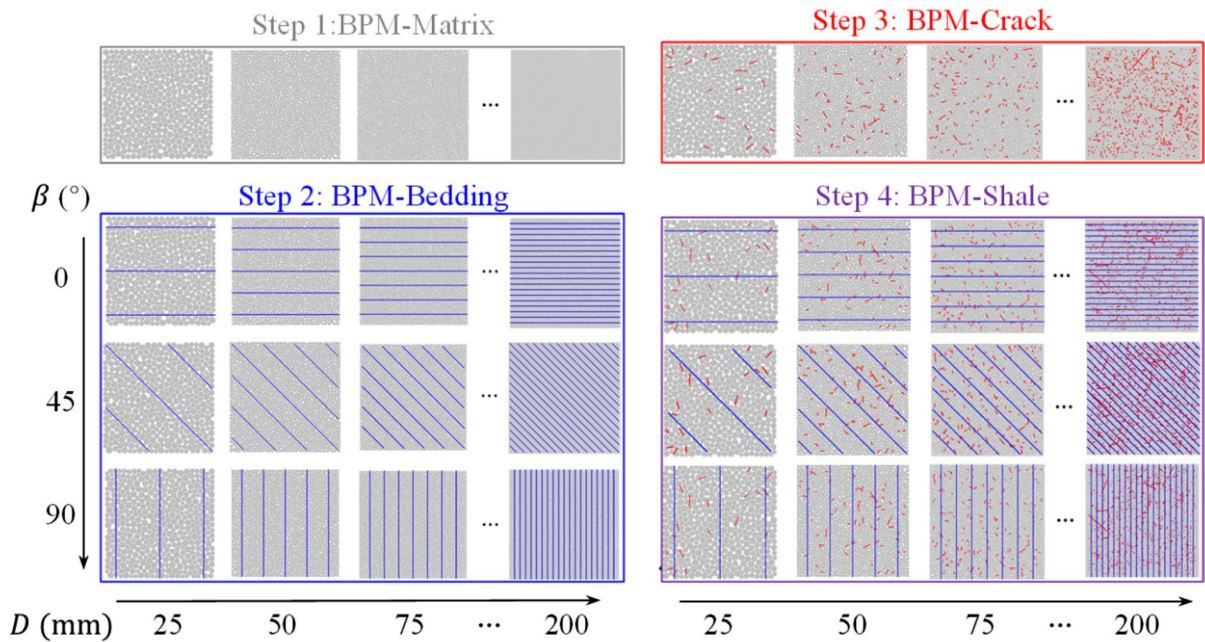 Step 1:BPM-Matrix
...
Step 3: BPM-Crack
...
β (°)
Step 2: BPM-Bedding
0
...
45
...
90
...
Step 4: BPM-Shale
...
...
...
D (mm) 25 50 75 ... 200
25 50 75 ... 200